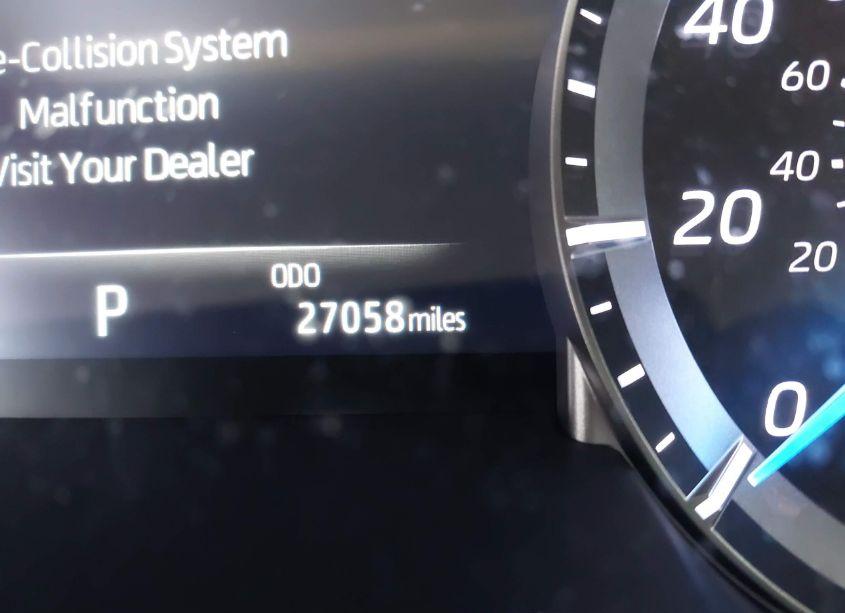 e-Collision System
Malfunction
Visit Your Dealer
P
ODO
27058 miles
40
60
40
20
20
0